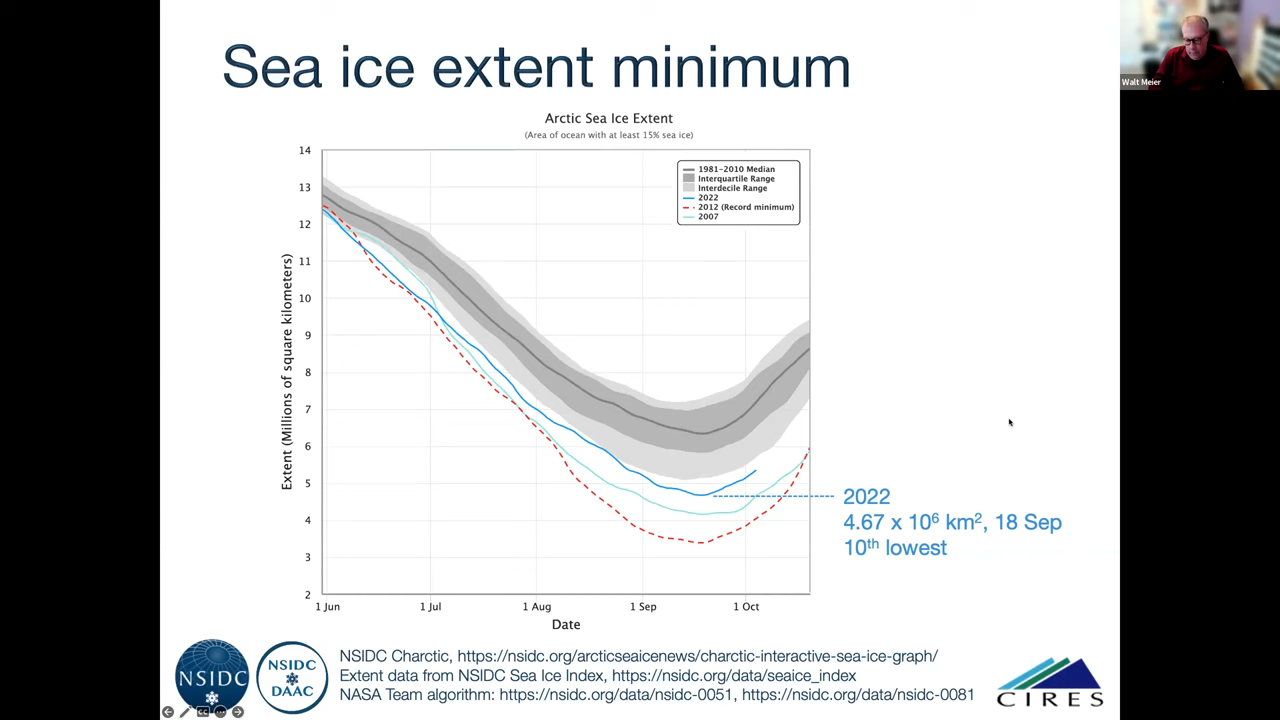 Sea ice extent minimum
Walt Meier
Arctic Sea Ice Extent
(Area of ocean with at least 15% sea ice)
1981–2010 Median
Interquartile Range
Interdecile Range
2022
2012 (Record minimum)
2007
14
13
12
11
10
9
8
7
6
5
4
3
2
Extent (Millions of square kilometers)
1 Jun
1 Jul
1 Aug
1 Sep
1 Oct
Date
2022
4.67 x 10⁶ km², 18 Sep
10th lowest
NSIDC
NSIDC
DAAC
NSIDC Charctic, https://nsidc.org/arcticseaicenews/charctic-interactive-sea-ice-graph/
Extent data from NSIDC Sea Ice Index, https://nsidc.org/data/seaice_index
NASA Team algorithm: https://nsidc.org/data/nsidc-0051, https://nsidc.org/data/nsdc-0081
CIRES
CC